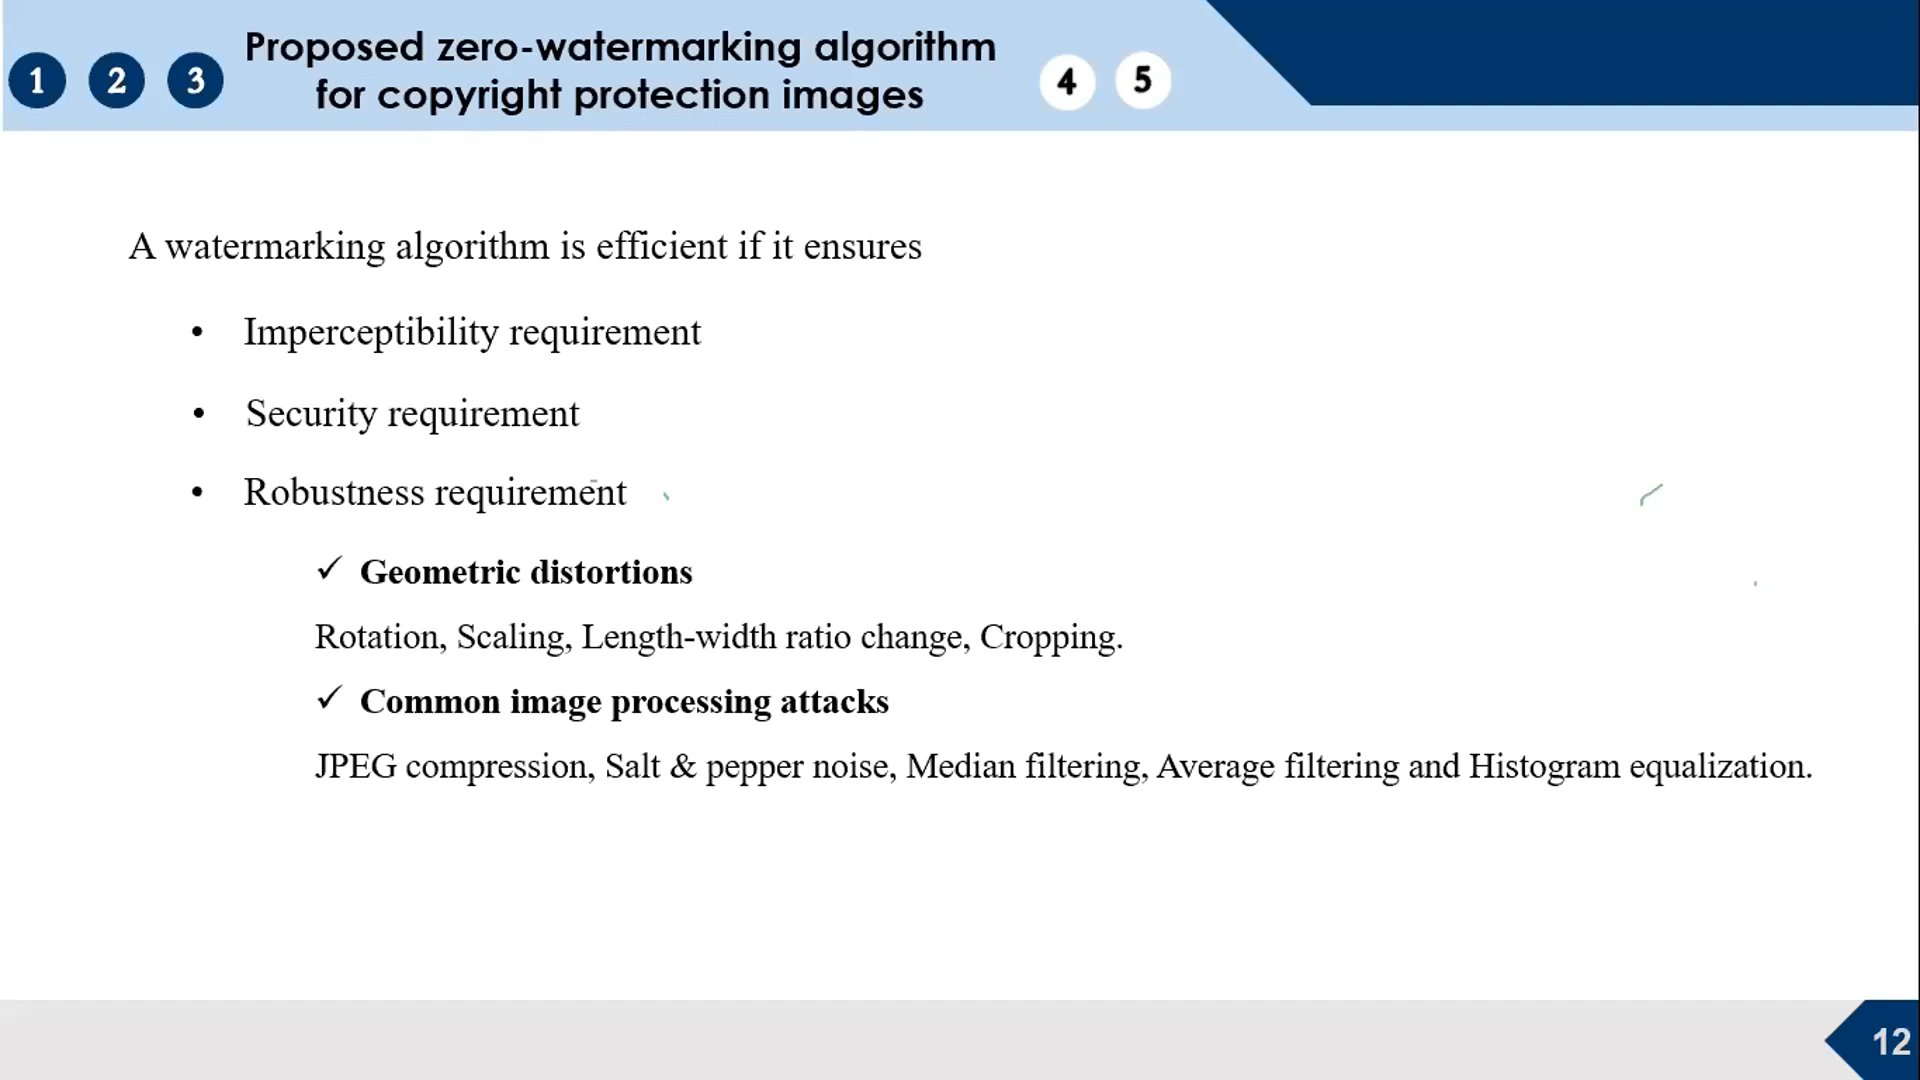 1 2 3 Proposed zero-watermarking algorithm
for copyright protection images 4 5
A watermarking algorithm is efficient if it ensures
• Imperceptibility requirement
• Security requirement
• Robustness requirement
✓ Geometric distortions
Rotation, Scaling, Length-width ratio change, Cropping.
✓ Common image processing attacks
JPEG compression, Salt & pepper noise, Median filtering, Average filtering and Histogram equalization.
12